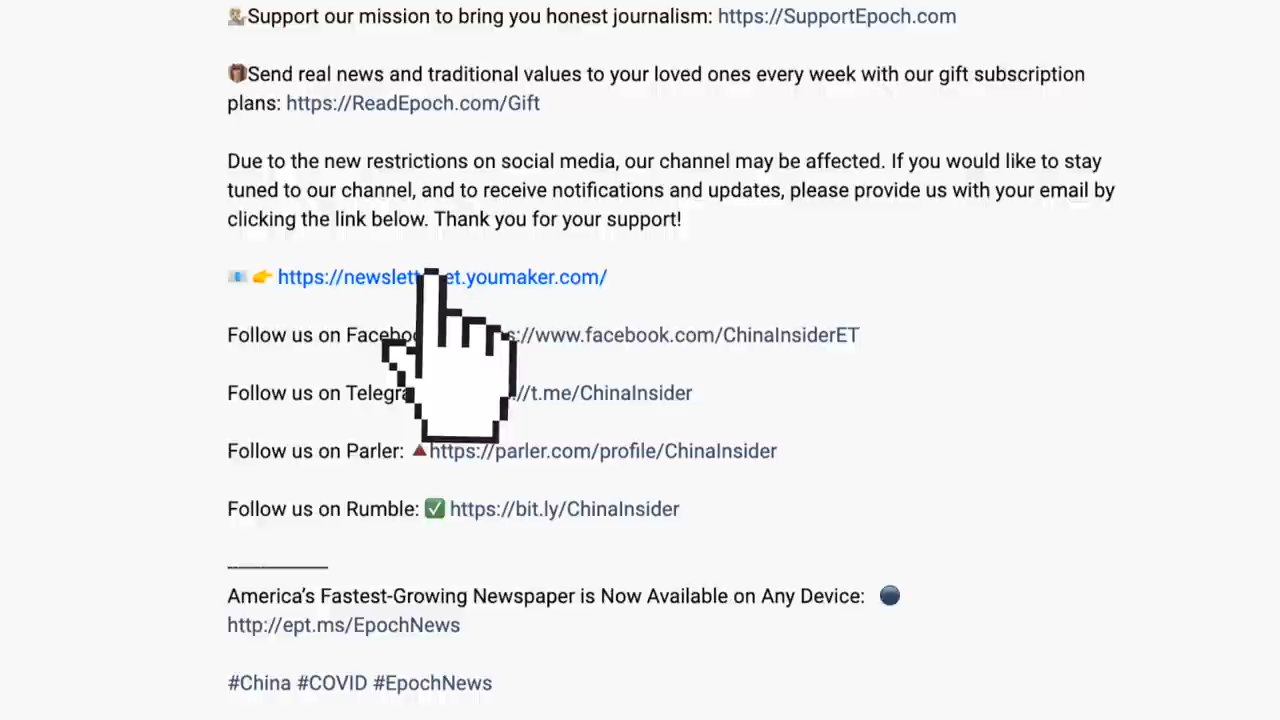 Support our mission to bring you honest journalism: https://SupportEpoch.com
Send real news and traditional values to your loved ones every week with our gift subscription
plans: https://ReadEpoch.com/Gift
Due to the new restrictions on social media, our channel may be affected. If you would like to stay
tuned to our channel, and to receive notifications and updates, please provide us with your email by
clicking the link below. Thank you for your support!
📧 👉 https://newslett et.youmaker.com/
Follow us on Faceboo s://www.facebook.com/ChinaInsiderET
Follow us on Telegra //t.me/ChinaInsider
Follow us on Parler: 🔺https://parler.com/profile/ChinaInsider
Follow us on Rumble: ✅ https://bit.ly/ChinaInsider
America's Fastest-Growing Newspaper is Now Available on Any Device: 🔵
http://ept.ms/EpochNews
#China #COVID #EpochNews